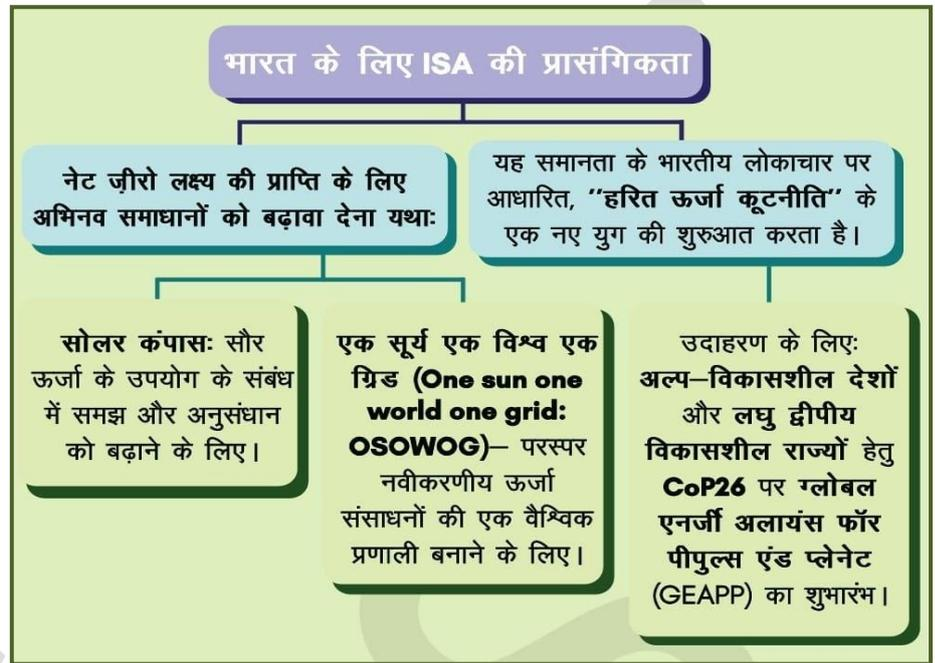 भारत के लिए ISA की प्रासंगिकता
नेट ज़ीरो लक्ष्य की प्राप्ति के लिए
अभिनव समाधानों को बढ़ावा देना यथाः
यह समानता के भारतीय लोकाचार पर
आधारित, ''हरित ऊर्जा कूटनीति'' के
एक नए युग की शुरुआत करता है।
सोलर कंपासः सौर
ऊर्जा के उपयोग के संबंध
में समझ और अनुसंधान
को बढ़ाने के लिए।
एक सूर्य एक विश्व एक
ग्रिड (One sun one
world one grid:
OSOWOG)– परस्पर
नवीकरणीय ऊर्जा
संसाधनों की एक वैश्विक
प्रणाली बनाने के लिए।
उदाहरण के लिएः
अल्प–विकासशील देशों
और लघु द्वीपीय
विकासशील राज्यों हेतु
CoP26 पर ग्लोबल
एनर्जी अलायंस फॉर
पीपुल्स एंड प्लेनेट
(GEAPP) का शुभारंभ।